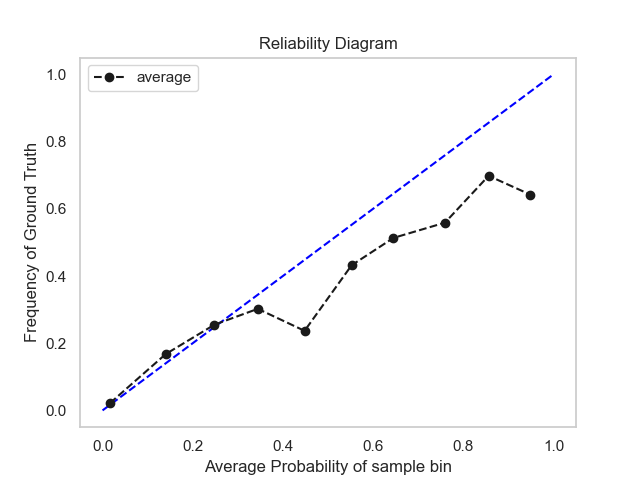 Reliability Diagram
average
1.0
0.8
0.6
0.4
0.2
0.0
Frequency of Ground Truth
0.0 0.2 0.4 0.6 0.8 1.0
Average Probability of sample bin